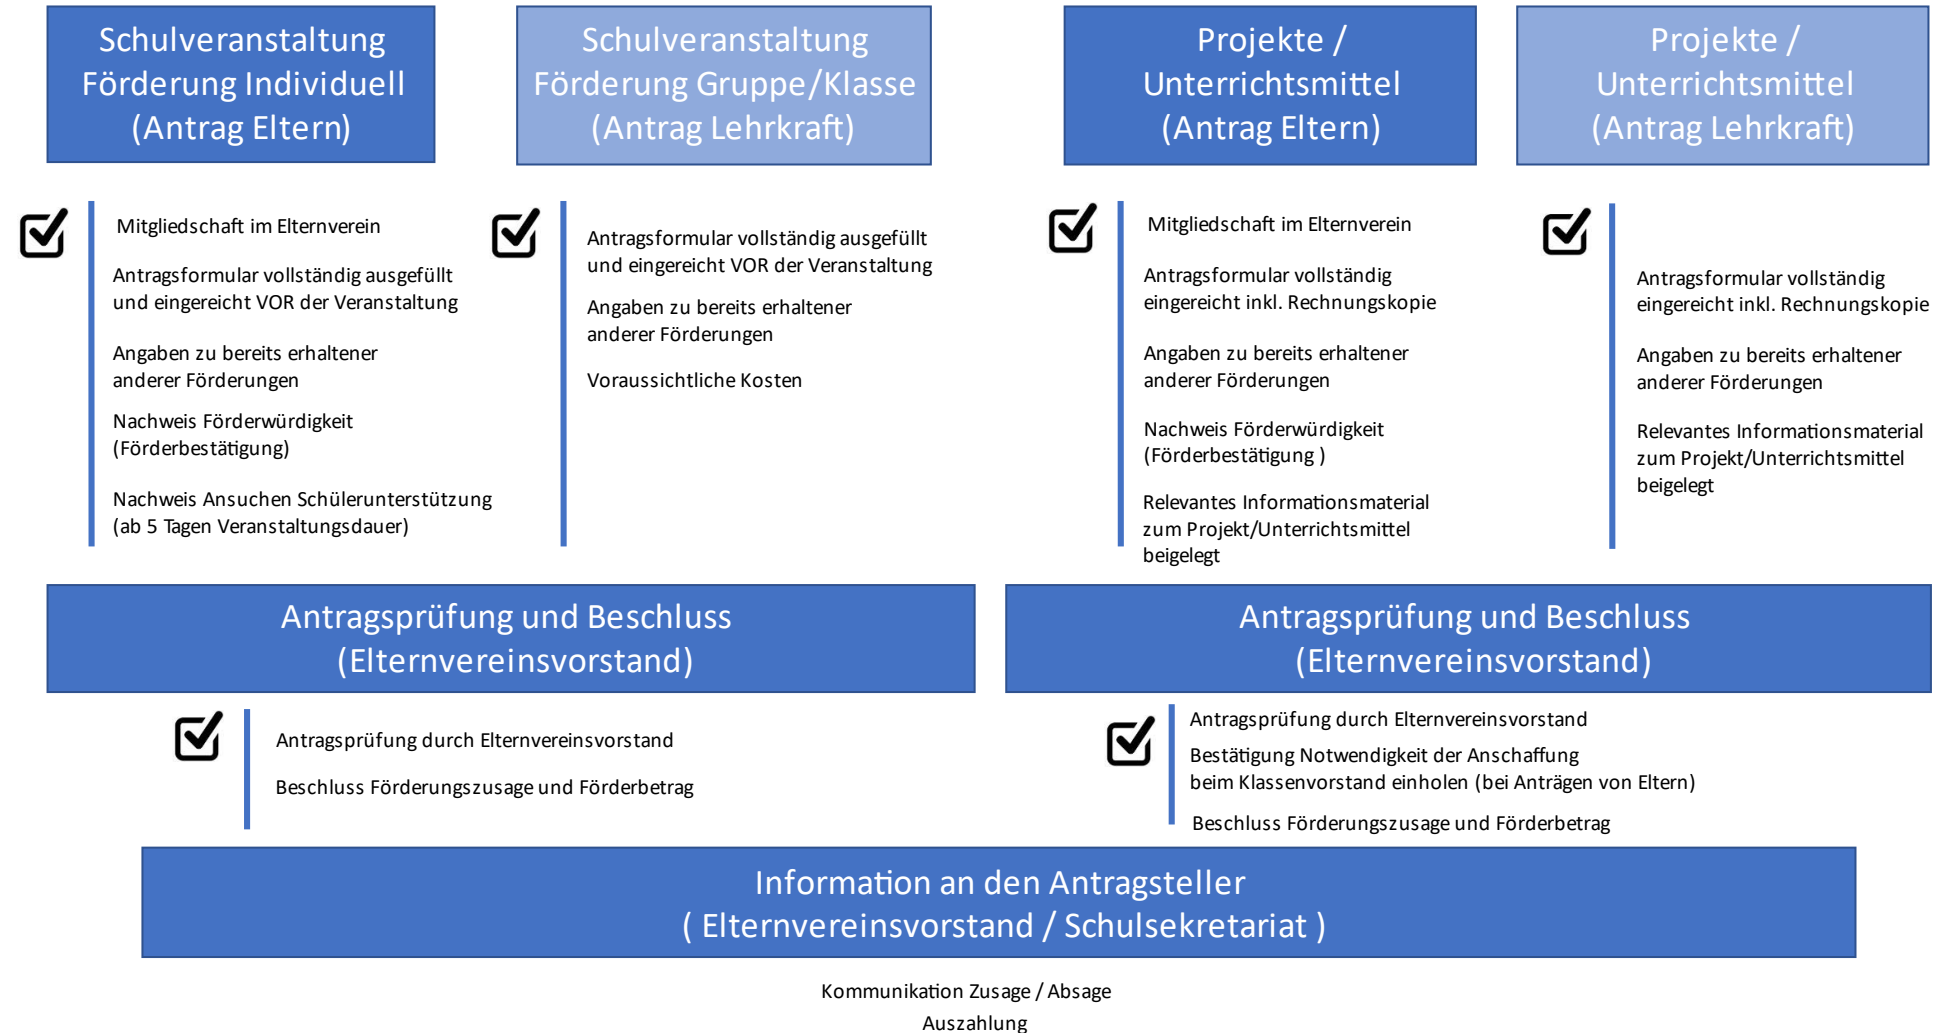 Schulveranstaltung
Förderung Individuell
(Antrag Eltern)
Schulveranstaltung
Förderung Gruppe/Klasse
(Antrag Lehrkraft)
Projekte /
Unterrichtsmittel
(Antrag Eltern)
Projekte /
Unterrichtsmittel
(Antrag Lehrkraft)
Mitgliedschaft im Elternverein
Antragsformular vollständig ausgefüllt
und eingereicht VOR der Veranstaltung
Angaben zu bereits erhaltener
anderer Förderungen
Nachweis Förderwürdigkeit
(Förderbestätigung)
Nachweis Ansuchen Schülerunterstützung
(ab 5 Tagen Veranstaltungsdauer)
Antragsformular vollständig ausgefüllt
und eingereicht VOR der Veranstaltung
Angaben zu bereits erhaltener
anderer Förderungen
Voraussichtliche Kosten
Mitgliedschaft im Elternverein
Antragsformular vollständig
eingereicht inkl. Rechnungskopie
Angaben zu bereits erhaltener
anderer Förderungen
Nachweis Förderwürdigkeit
(Förderbestätigung )
Relevantes Informationsmaterial
zum Projekt/Unterrichtsmittel
beigelegt
Antragsformular vollständig
eingereicht inkl. Rechnungskopie
Angaben zu bereits erhaltener
anderer Förderungen
Relevantes Informationsmaterial
zum Projekt/Unterrichtsmittel
beigelegt
Antragsprüfung und Beschluss
(Elternvereinsvorstand)
Antragsprüfung und Beschluss
(Elternvereinsvorstand)
Antragsprüfung durch Elternvereinsvorstand
Beschluss Förderungszusage und Förderbetrag
Antragsprüfung durch Elternvereinsvorstand
Bestätigung Notwendigkeit der Anschaffung
beim Klassenvorstand einholen (bei Anträgen von Eltern)
Beschluss Förderungszusage und Förderbetrag
Information an den Antragsteller
( Elternvereinsvorstand / Schulsekretariat )
Kommunikation Zusage / Absage
Auszahlung